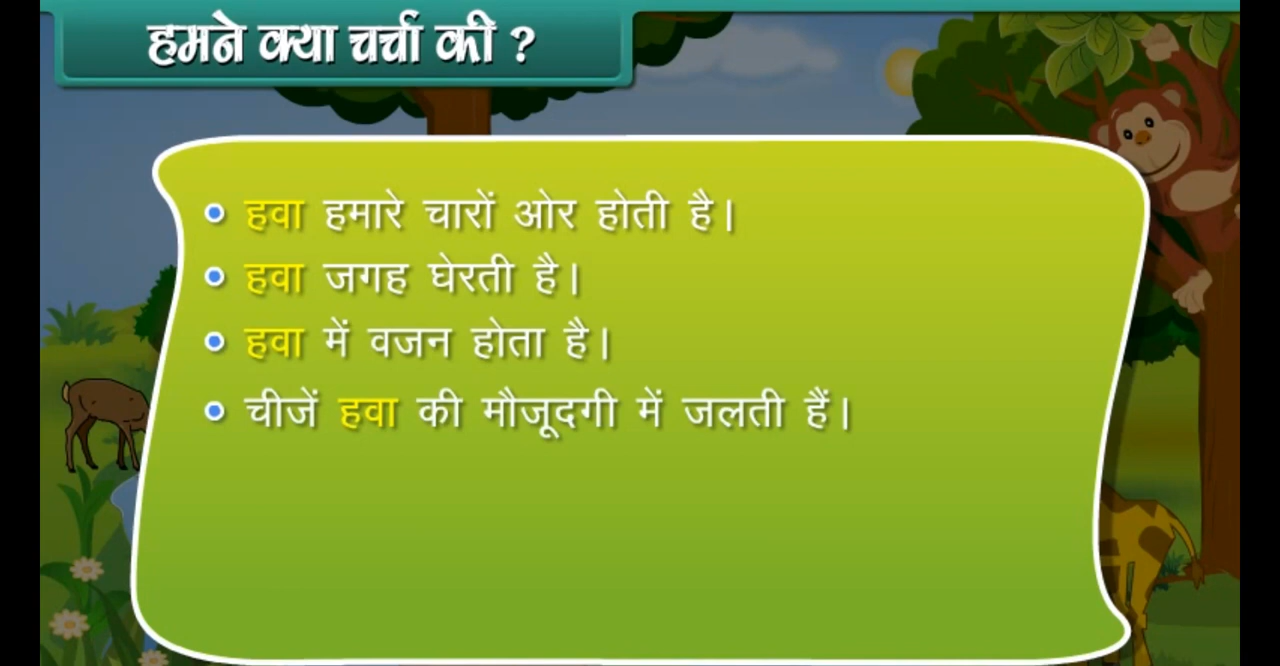 हमने क्या चर्चा की ?
हवा हमारे चारों ओर होती है।
हवा जगह घेरती है।
हवा में वजन होता है।
चीजें हवा की मौजूदगी में जलती हैं।